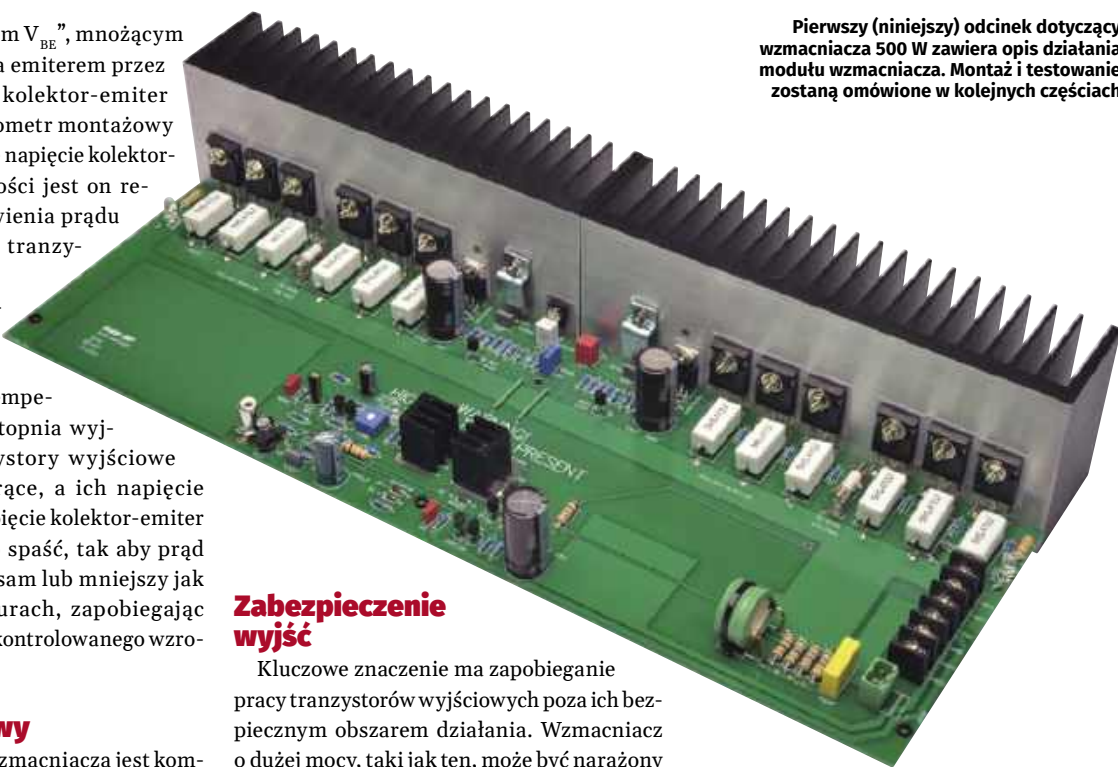 m V_BE", mnożącym
a emiterem przez
kolektor-emiter
ometr montażowy
napięcie kolektor-
ości jest on re-
wienia prądu
tranzy-
mpe-
topnia wyj-
ystory wyjściowe
rące, a ich napięcie
pięcie kolektor-emiter
spaść, tak aby prąd
sam lub mniejszy jak
urach, zapobiegając
kontrolowanego wzro-
wy
zmacniacza jest kom-
Zabezpieczenie
wyjść
Kluczowe znaczenie ma zapobieganie
pracy tranzystorów wyjściowych poza ich bez-
piecznym obszarem działania. Wzmacniacz
o dużej mocy, taki jak ten, może być narażony
Pierwszy (niniejszy) odcinek dotyczący
wzmacniacza 500 W zawiera opis działania
modułu wzmacniacza. Montaż i testowanie
zostaną omówione w kolejnych częściach
PRESENT